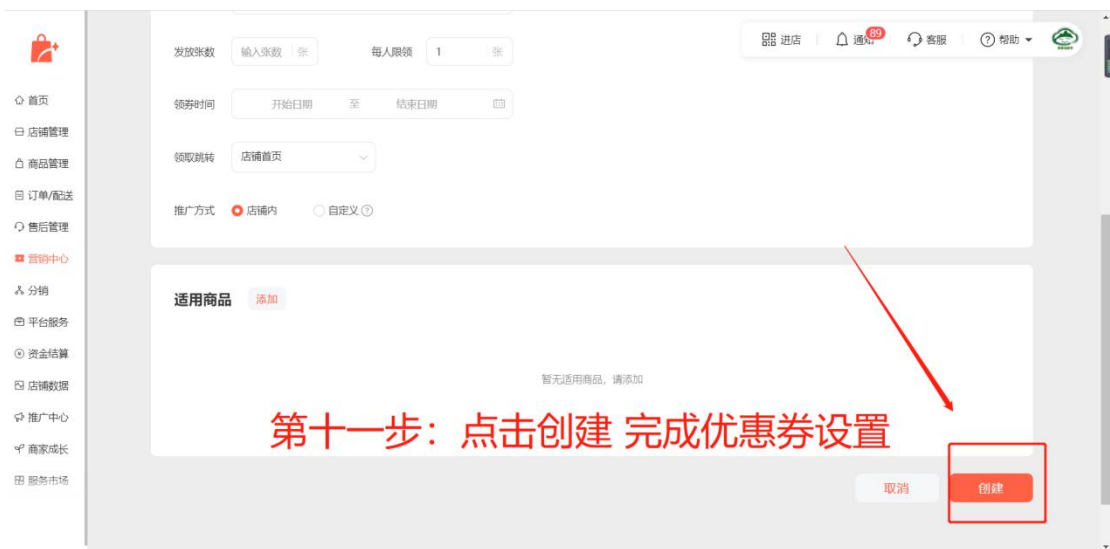 进店
通知
89
客服
帮助
首页
店铺管理
商品管理
订单/配送
售后管理
营销中心
分销
平台服务
资金结算
店铺数据
推广中心
商家成长
服务市场
发放张数 输入张数 张 每人限领 1 张
领券时间 开始日期 至 结束日期
领取跳转 店铺首页
推广方式 店铺内 自定义
适用商品 添加
暂无适用商品，请添加
第十一步：点击创建 完成优惠券设置
取消 创建